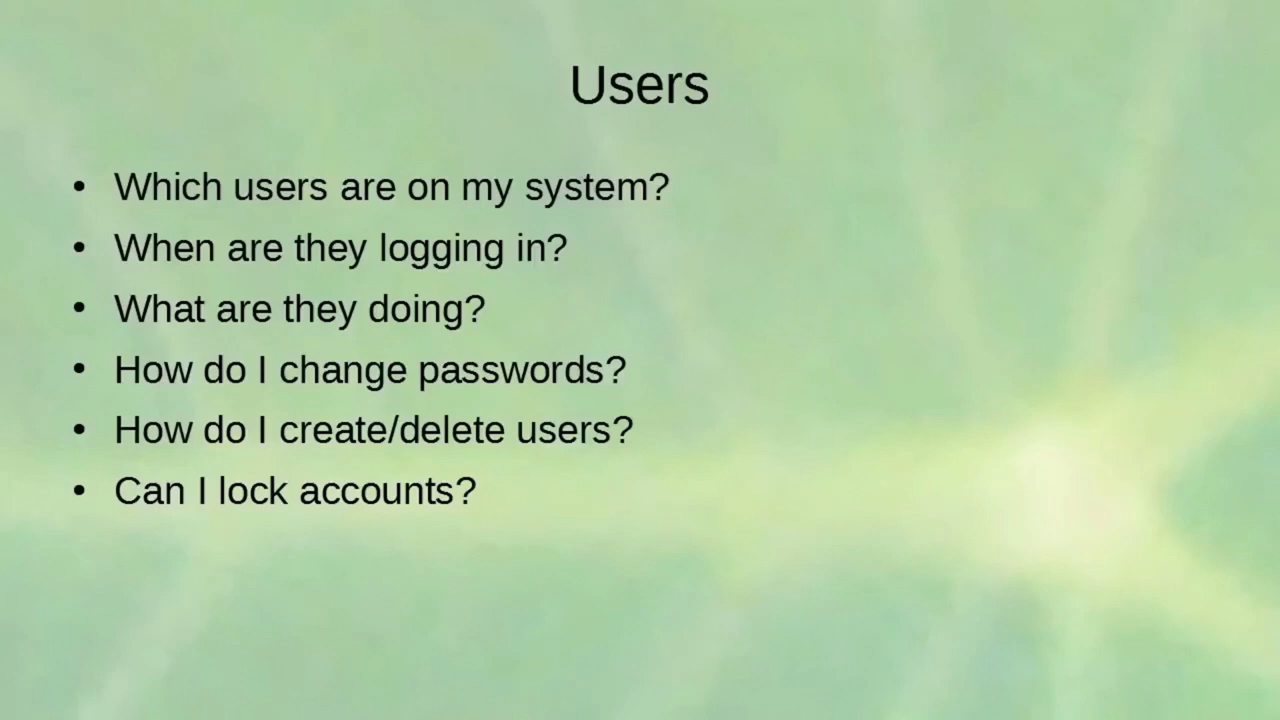 Users
• Which users are on my system?
• When are they logging in?
• What are they doing?
• How do I change passwords?
• How do I create/delete users?
• Can I lock accounts?